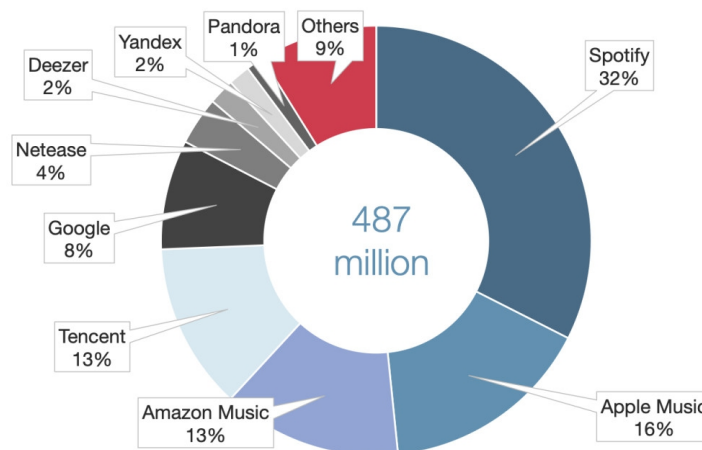 Pandora
1%
Others
9%
Yandex
2%
Spotify
32%
Deezer
2%
Netease
4%
Google
8%
487
million
Tencent
13%
Amazon Music
13%
Apple Music
16%